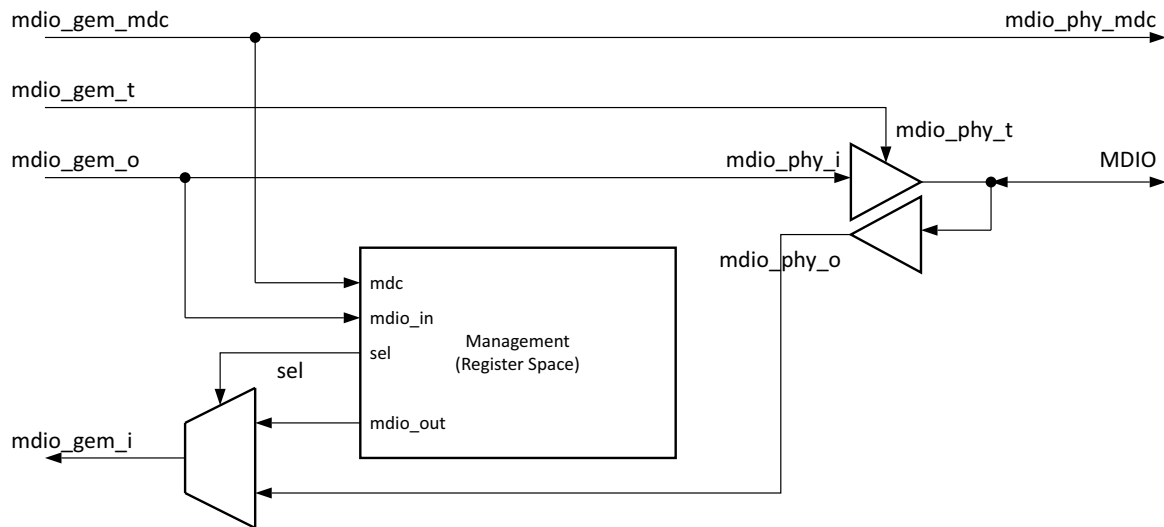 mdio_gem_mdc
mdio_phy_mdc
mdio_gem_t
mdio_phy_t
mdio_gem_o
mdio_phy_i
MDIO
mdio_phy_o
mdc
mdio_in
Management
(Register Space)
sel
sel
mdio_out
mdio_gem_i